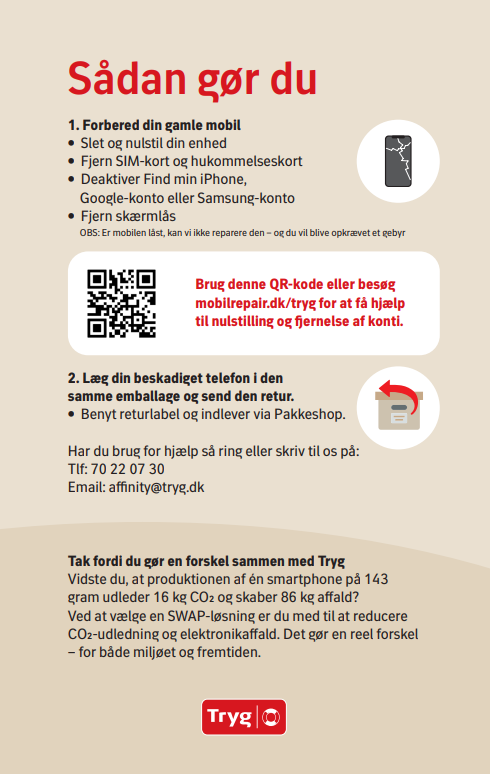 Sådan gør du
1. Forbered din gamle mobil
• Slet og nulstil din enhed
• Fjern SIM-kort og hukommelseskort
• Deaktiver Find min iPhone,
Google-konto eller Samsung-konto
• Fjern skærmlås
OBS: Er mobilen låst, kan vi ikke reparere den – og du vil blive opkrævet et gebyr
Brug denne QR-kode eller besøg
mobilrepair.dk/tryg for at få hjælp
til nulstilling og fjernelse af konti.
2. Læg din beskadiget telefon i den
samme emballage og send den retur.
• Benyt returlabel og indlever via Pakkeshop.
Har du brug for hjælp så ring eller skriv til os på:
Tlf: 70 22 07 30
Email: affinity@tryg.dk
Tak fordi du gør en forskel sammen med Tryg
Vidste du, at produktionen af én smartphone på 143
gram udleder 16 kg CO₂ og skaber 86 kg affald?
Ved at vælge en SWAP-løsning er du med til at reducere
CO₂-udledning og elektronikaffald. Det gør en reel forskel
– for både miljøet og fremtiden.
Tryg